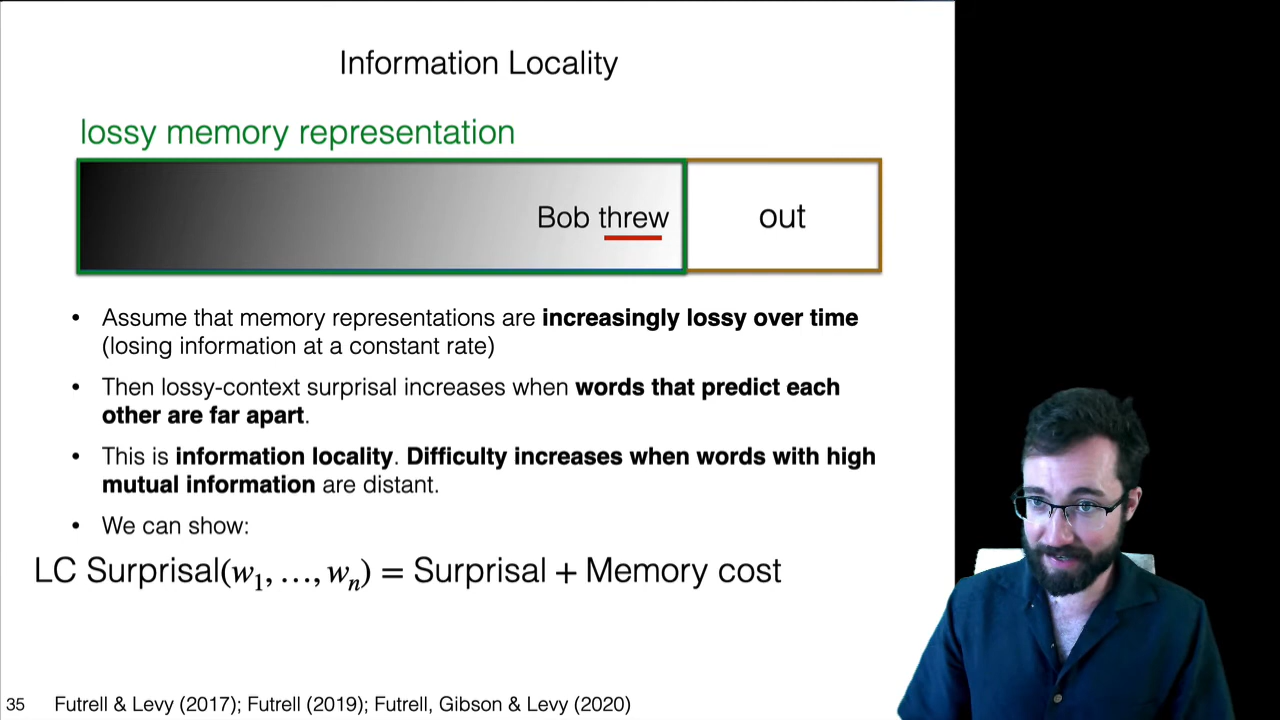 Information Locality
lossy memory representation
Bob threw
out
• Assume that memory representations are increasingly lossy over time
(losing information at a constant rate)
• Then lossy-context surprisal increases when words that predict each
other are far apart.
• This is information locality. Difficulty increases when words with high
mutual information are distant.
• We can show:
LC Surprisal(w₁, …, wₙ) = Surprisal + Memory cost
35 Futrell & Levy (2017); Futrell (2019); Futrell, Gibson & Levy (2020)